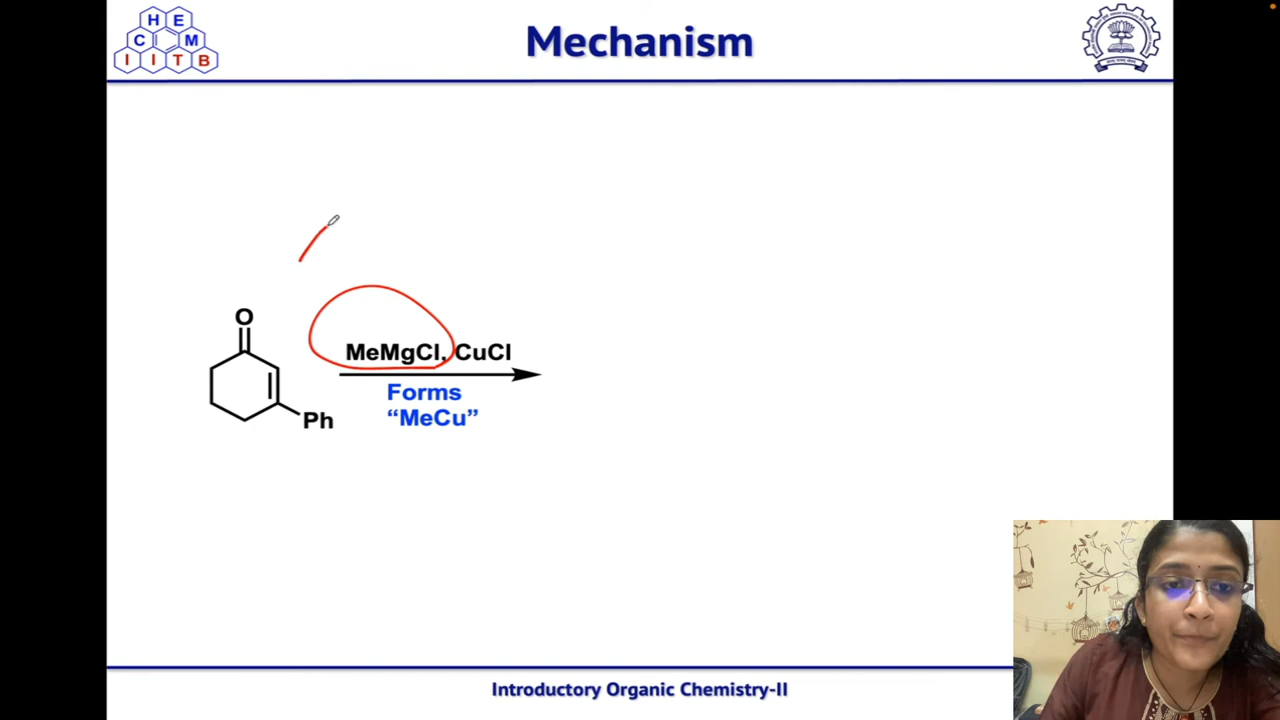 H E
C M
I I T B
Mechanism
O
MeMgCl, CuCl
Forms
“MeCu”
Ph
Introductory Organic Chemistry-II